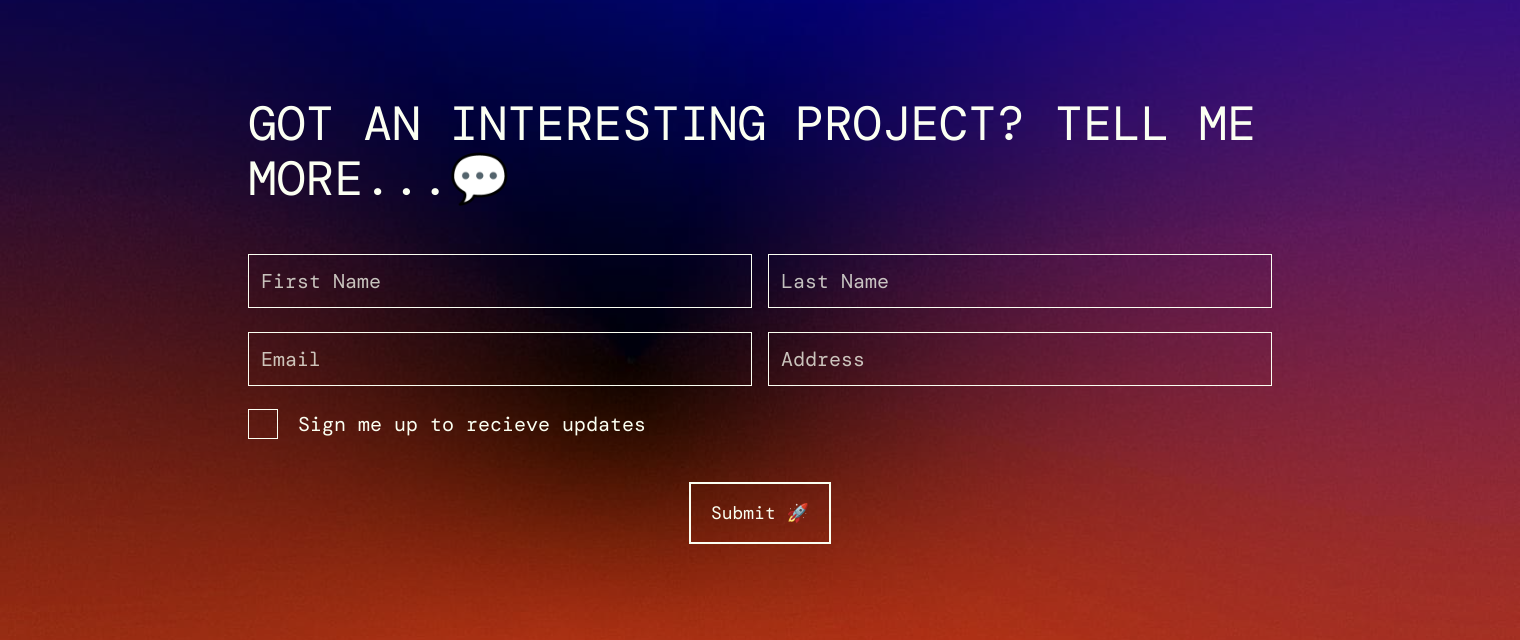 GOT AN INTERESTING PROJECT? TELL ME
MORE...💬
First Name
Last Name
Email
Address
Sign me up to recieve updates
Submit 🚀